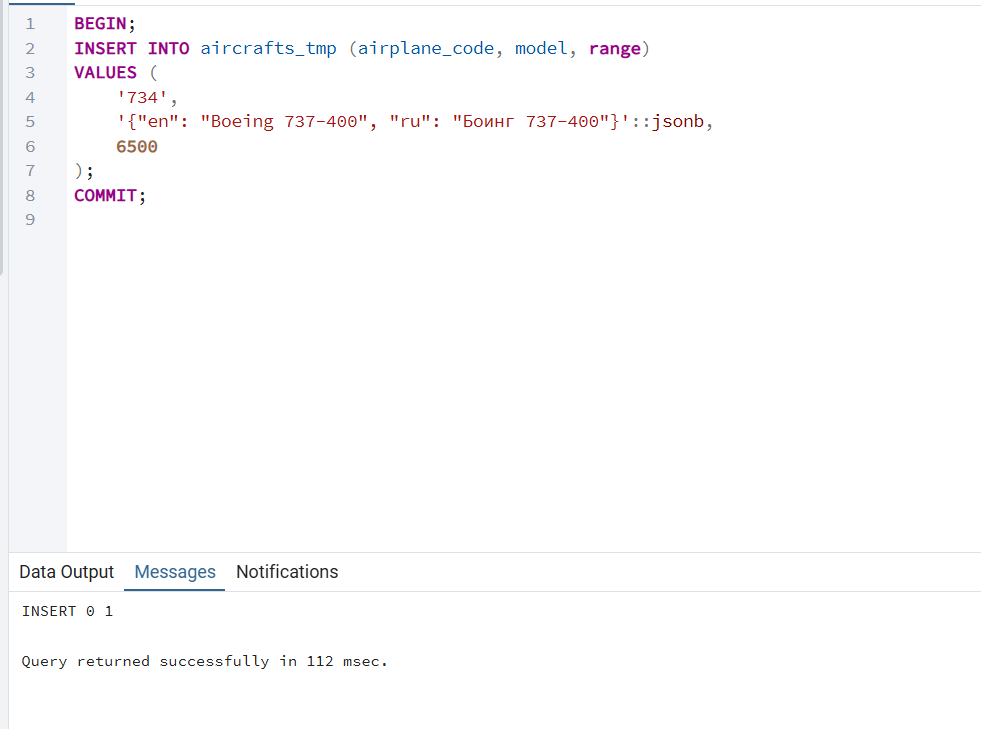 1 BEGIN;
2 INSERT INTO aircrafts_tmp (airplane_code, model, range)
3 VALUES (
4 '734',
5 '{"en": "Boeing 737-400", "ru": "Боинг 737-400"}'::jsonb,
6 6500
7 );
8 COMMIT;
9
Data Output Messages Notifications
INSERT 0 1
Query returned successfully in 112 msec.